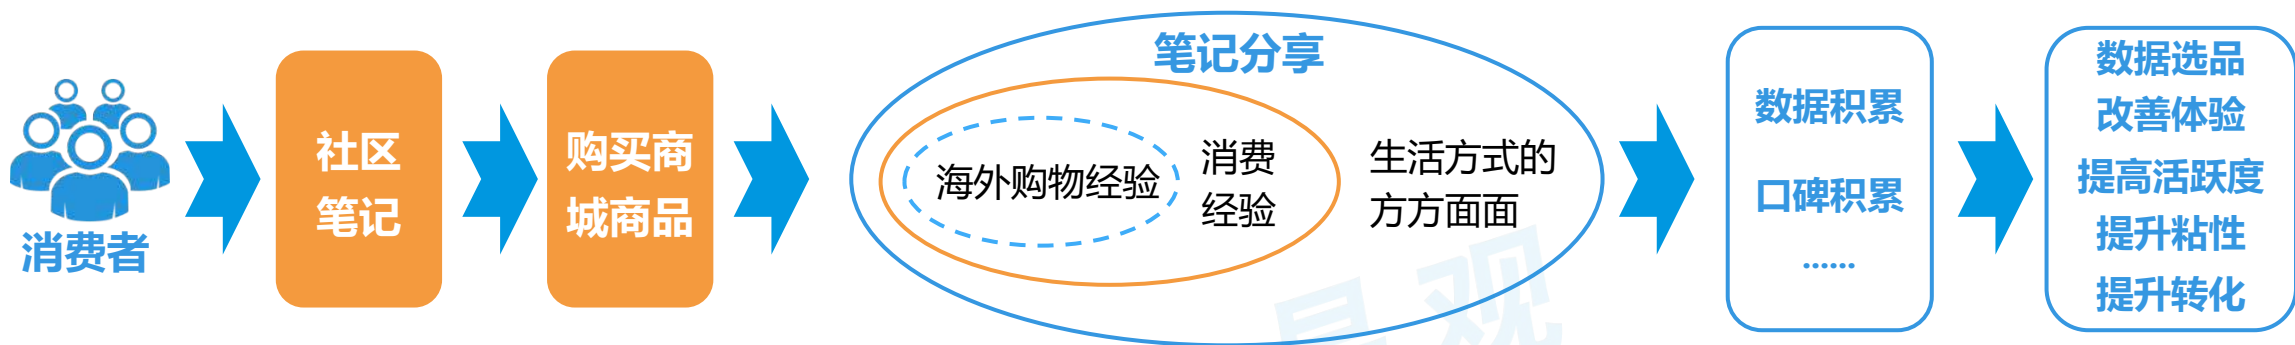 消费者
社区
笔记
购买商
城商品
笔记分享
海外购物经验
消费
经验
生活方式的
方方面面
数据积累
口碑积累
......
数据选品
改善体验
提高活跃度
提升粘性
提升转化
观